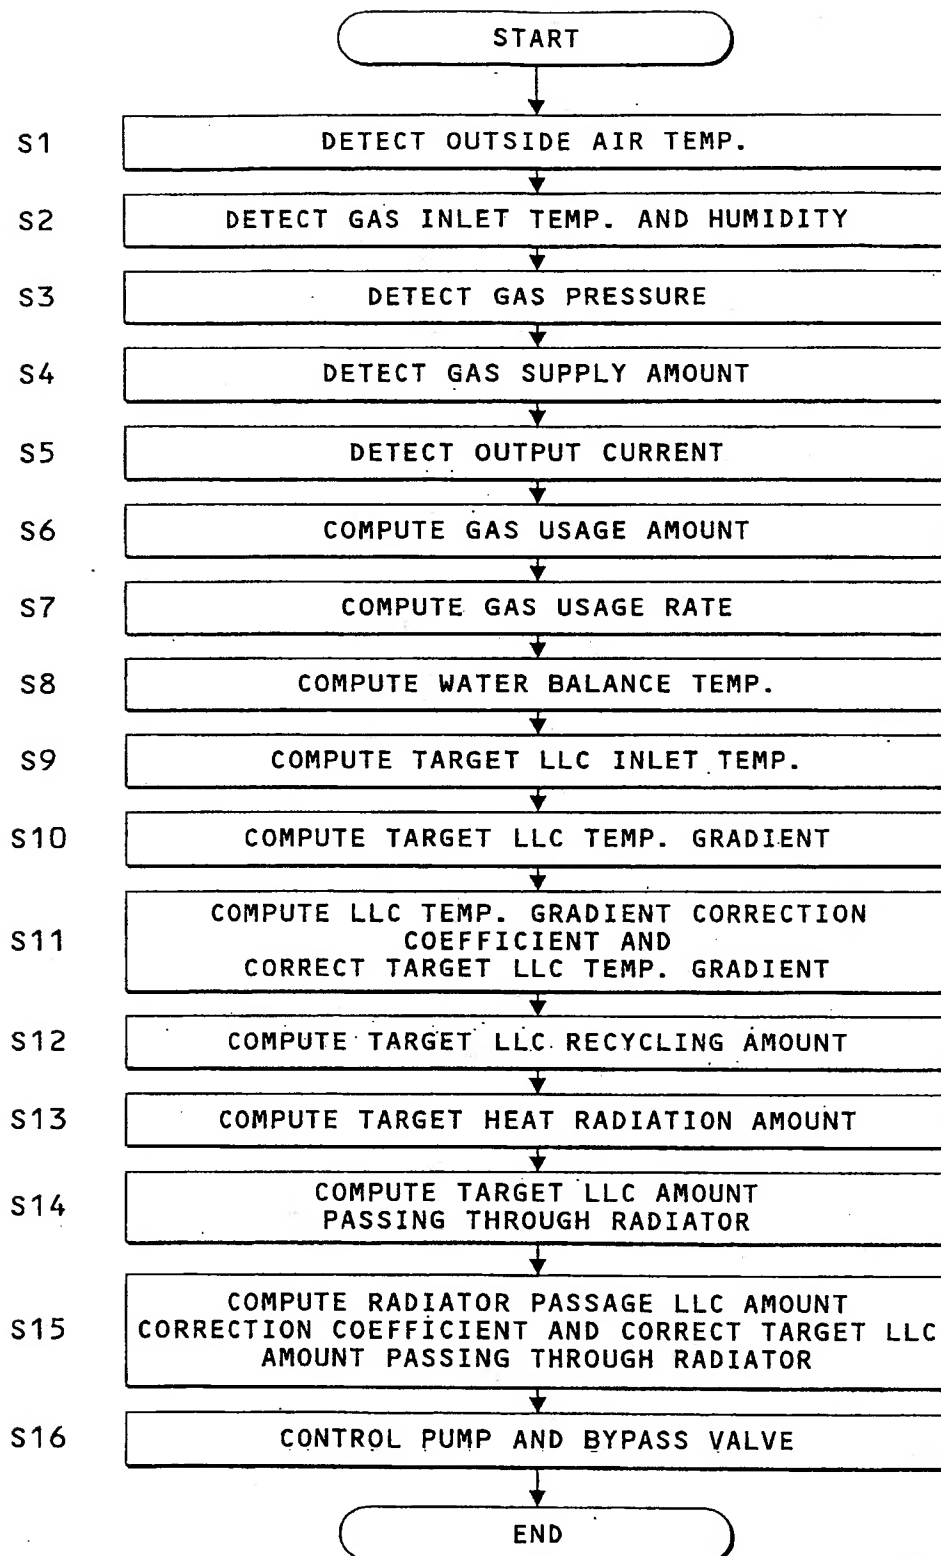 START
S1 DETECT OUTSIDE AIR TEMP.
S2 DETECT GAS INLET TEMP. AND HUMIDITY
S3 DETECT GAS PRESSURE
S4 DETECT GAS SUPPLY AMOUNT
S5 DETECT OUTPUT CURRENT
S6 COMPUTE GAS USAGE AMOUNT
S7 COMPUTE GAS USAGE RATE
S8 COMPUTE WATER BALANCE TEMP.
S9 COMPUTE TARGET LLC INLET TEMP.
S10 COMPUTE TARGET LLC TEMP. GRADIENT
COMPUTE LLC TEMP. GRADIENT CORRECTION
S11 COEFFICIENT AND
CORRECT TARGET LLC TEMP. GRADIENT
S12 COMPUTE TARGET LLC RECYCLING AMOUNT
S13 COMPUTE TARGET HEAT RADIATION AMOUNT
S14 COMPUTE TARGET LLC AMOUNT
PASSING THROUGH RADIATOR
COMPUTE RADIATOR PASSAGE LLC AMOUNT
S15 CORRECTION COEFFICIENT AND CORRECT TARGET LLC
AMOUNT PASSING THROUGH RADIATOR
S16 CONTROL PUMP AND BYPASS VALVE
END